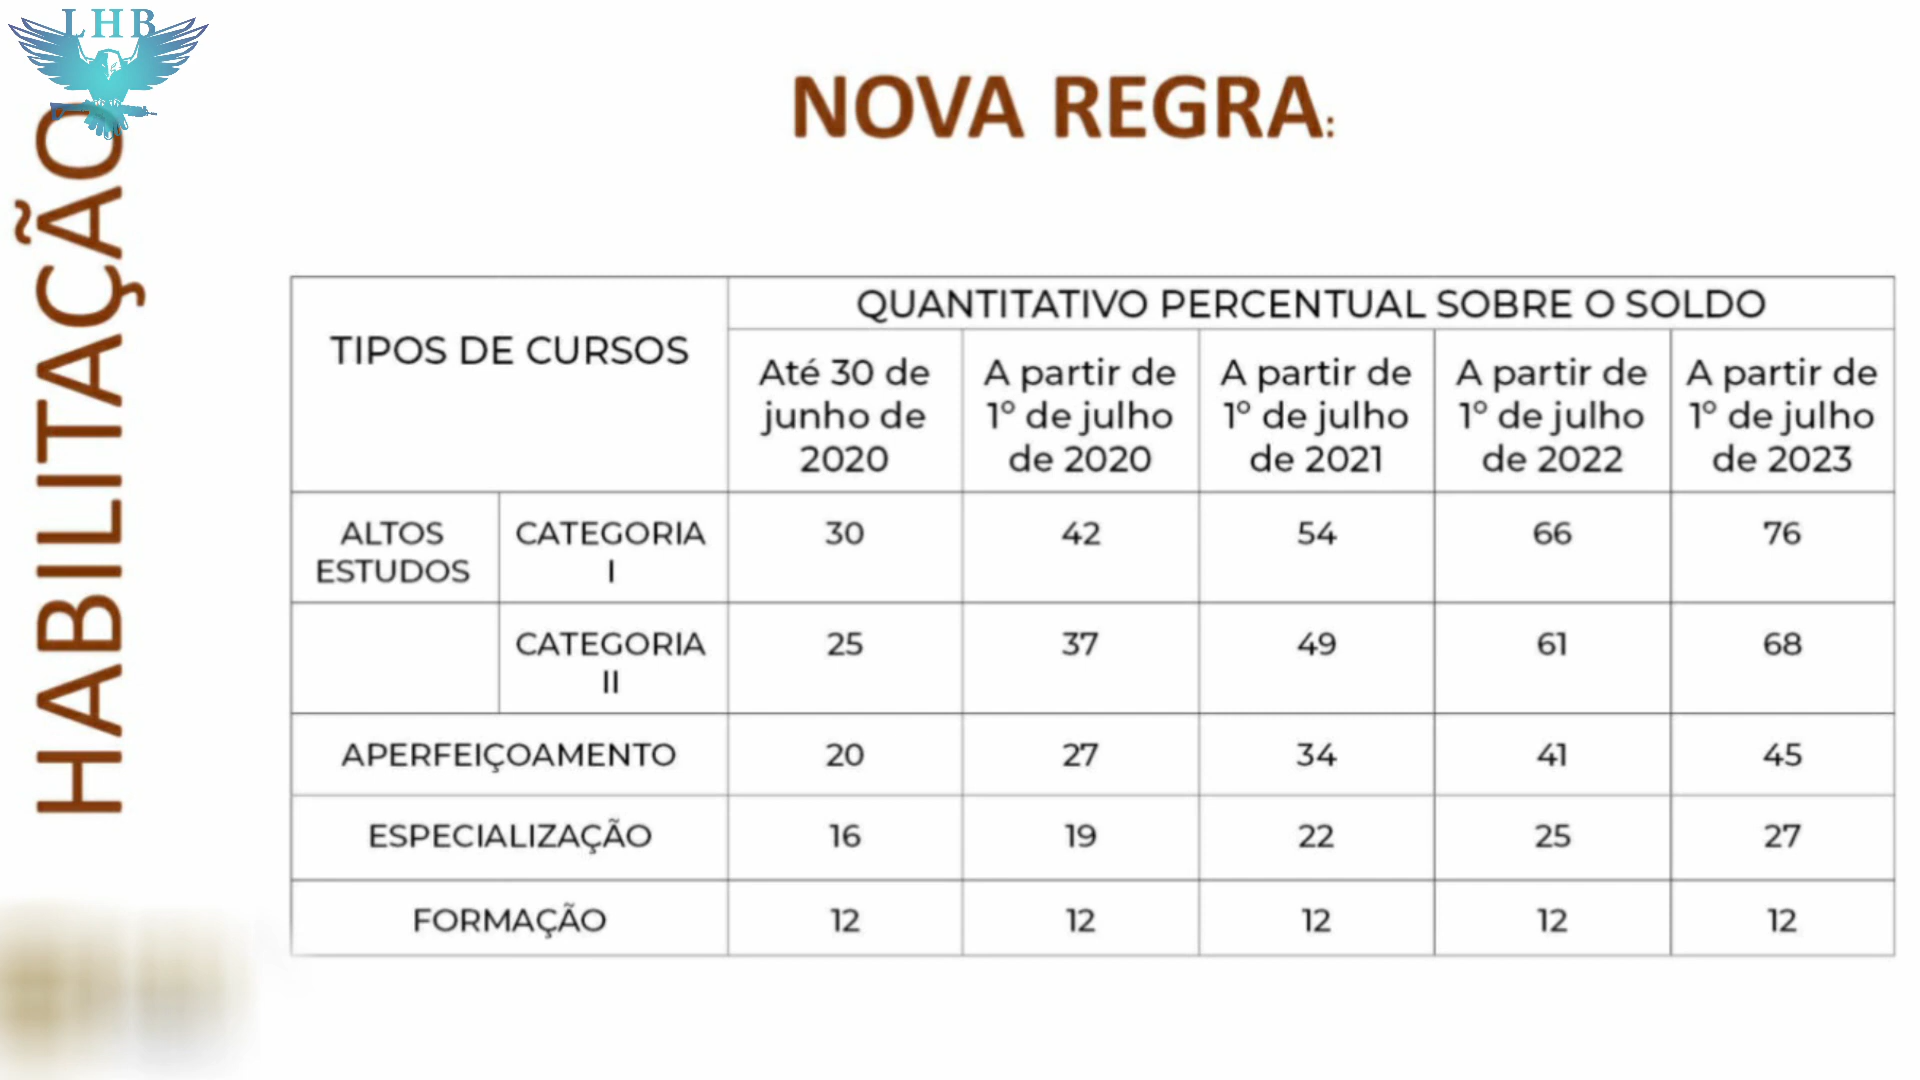 LHB
HABILITAÇÃO
NOVA REGRA:
TIPOS DE CURSOS
QUANTITATIVO PERCENTUAL SOBRE O SOLDO
Até 30 de
junho de
2020
A partir de
1º de julho
de 2020
A partir de
1º de julho
de 2021
A partir de
1º de julho
de 2022
A partir de
1º de julho
de 2023
ALTOS
ESTUDOS
CATEGORIA
I
30
42
54
66
76
CATEGORIA
II
25
37
49
61
68
APERFEIÇOAMENTO
20
27
34
41
45
ESPECIALIZAÇÃO
16
19
22
25
27
FORMAÇÃO
12
12
12
12
12